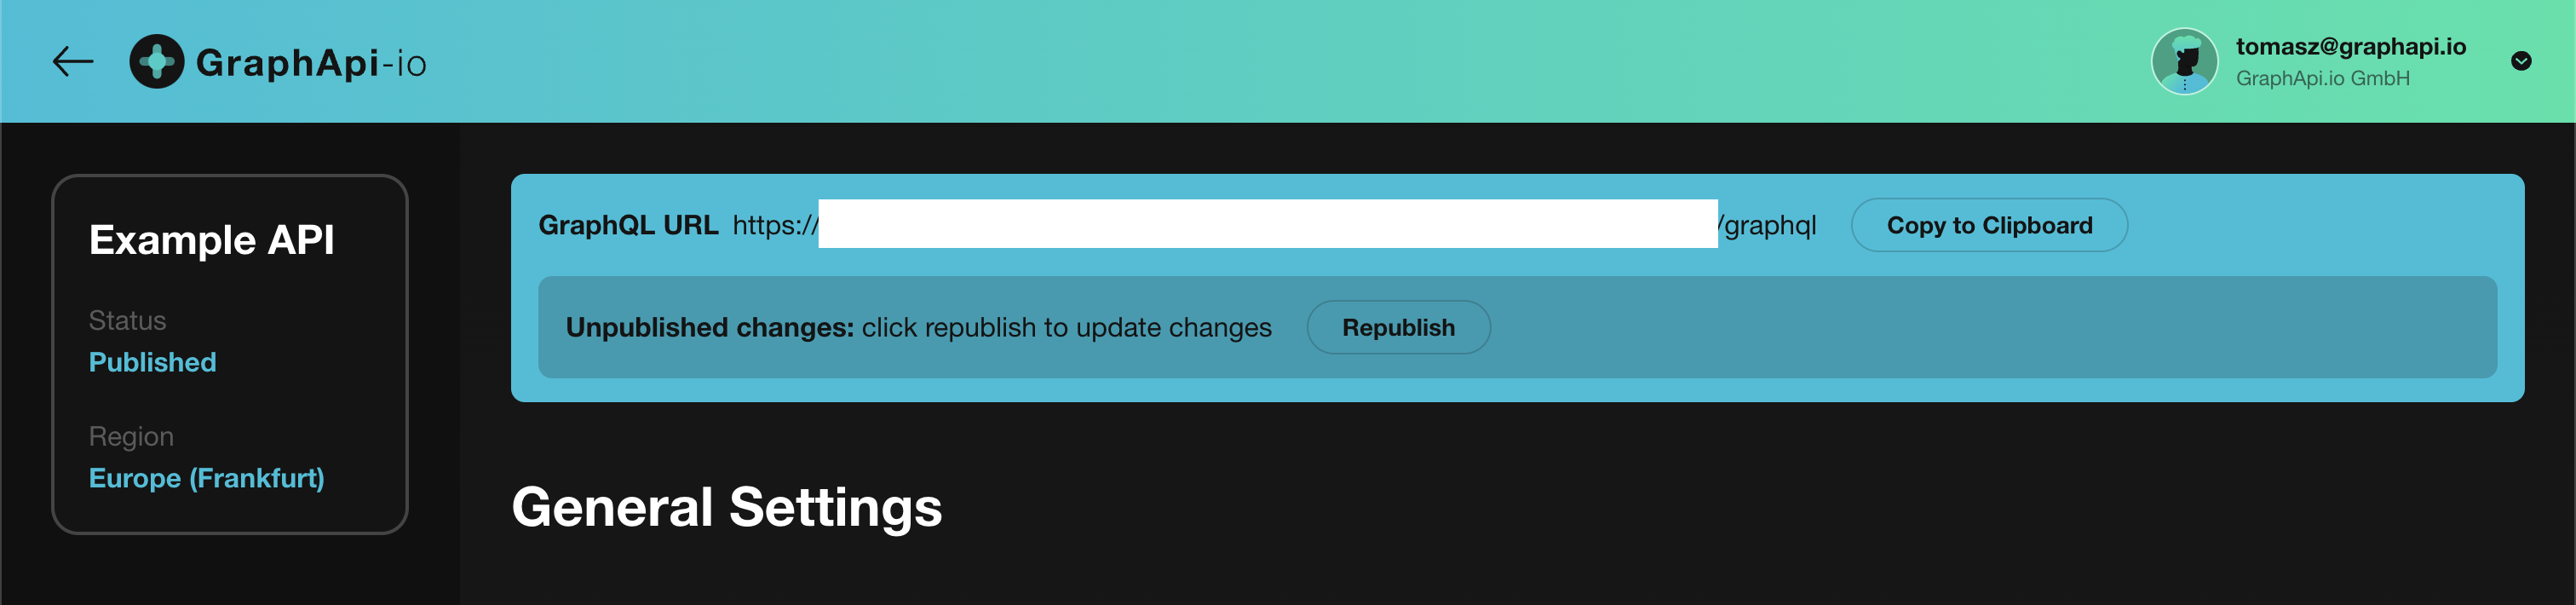 GraphApi-io
tomasz@graphapi.io
GraphApi.io GmbH
Example API
Status
Published
Region
Europe (Frankfurt)
GraphQL URL https:// /graphql Copy to Clipboard
Unpublished changes: click republish to update changes Republish
General Settings